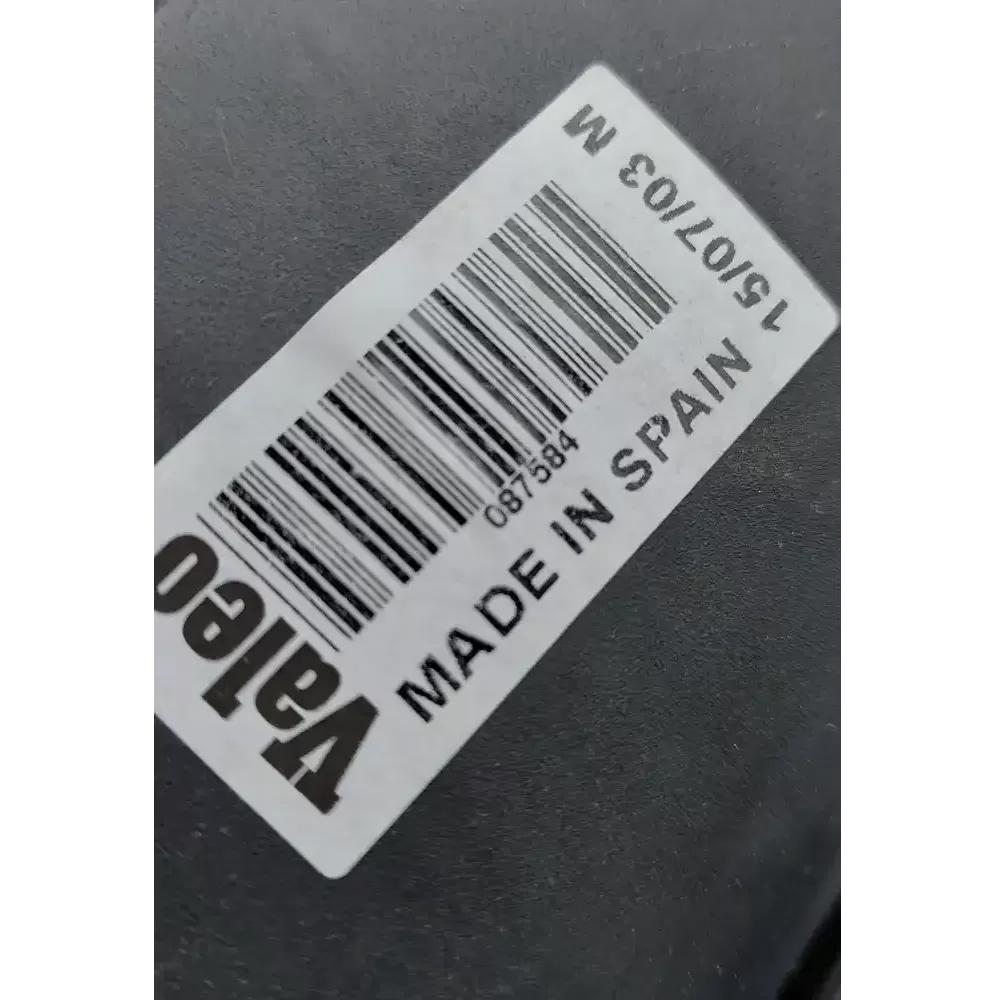 Valeo
087584
MADE IN SPAIN
15/07/03 M